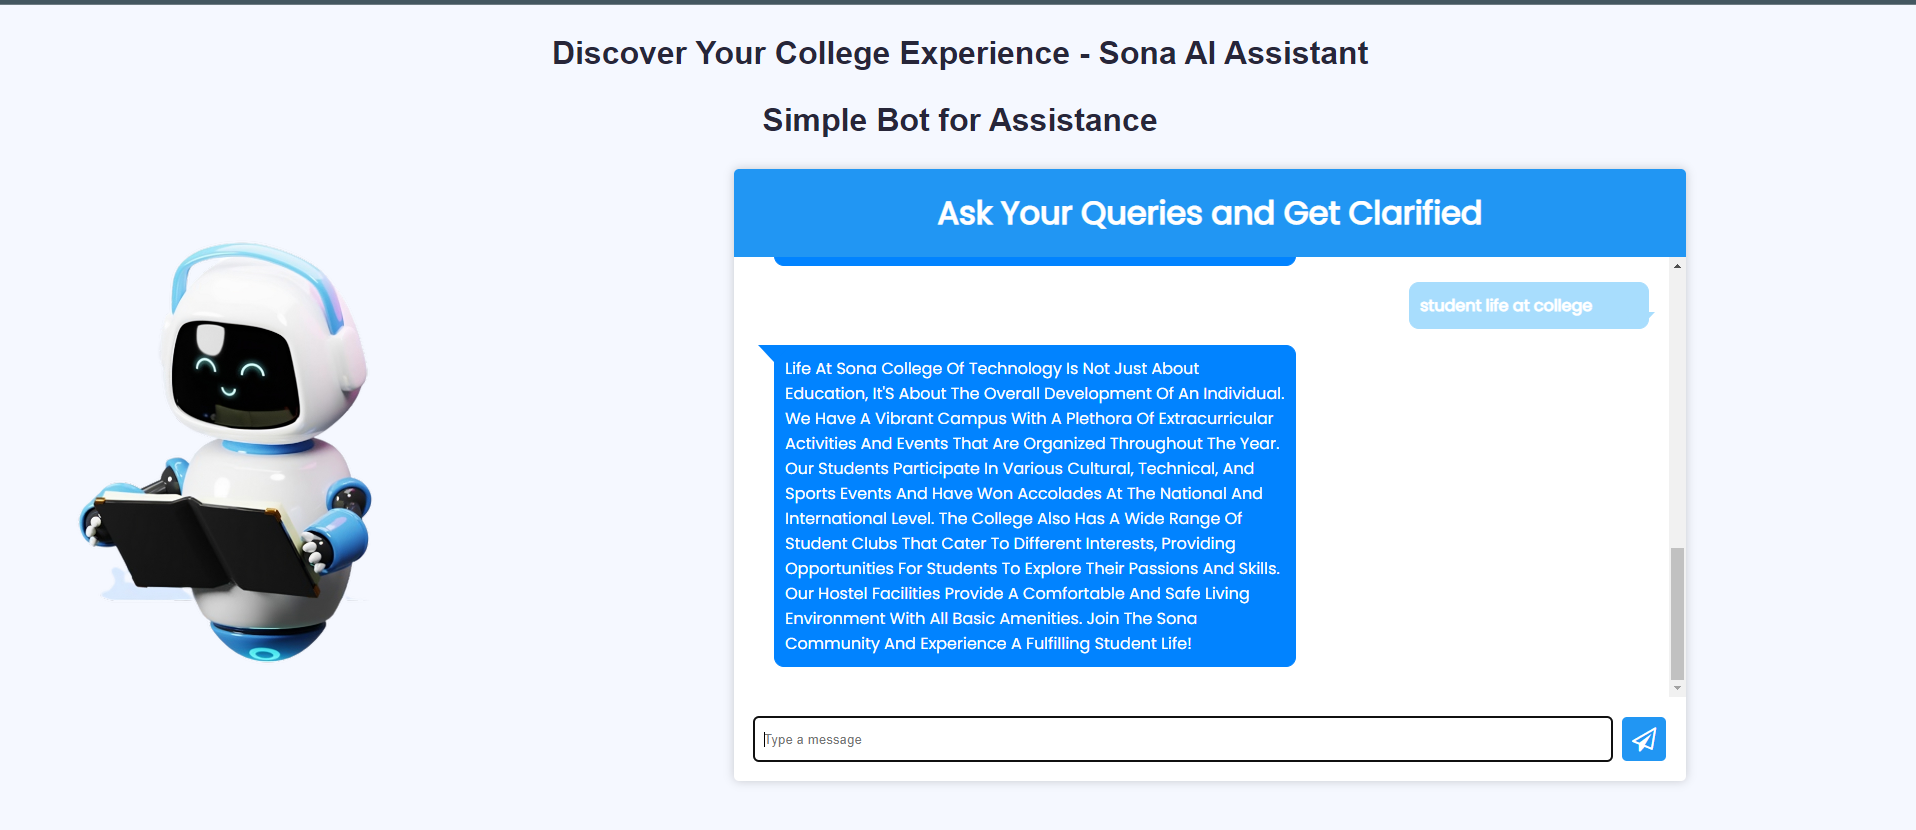 Discover Your College Experience - Sona AI Assistant
Simple Bot for Assistance
Ask Your Queries and Get Clarified
student life at college
Life At Sona College Of Technology Is Not Just About
Education, It'S About The Overall Development Of An Individual.
We Have A Vibrant Campus With A Plethora Of Extracurricular
Activities And Events That Are Organized Throughout The Year.
Our Students Participate In Various Cultural, Technical, And
Sports Events And Have Won Accolades At The National And
International Level. The College Also Has A Wide Range Of
Student Clubs That Cater To Different Interests, Providing
Opportunities For Students To Explore Their Passions And Skills.
Our Hostel Facilities Provide A Comfortable And Safe Living
Environment With All Basic Amenities. Join The Sona
Community And Experience A Fulfilling Student Life!
Type a message